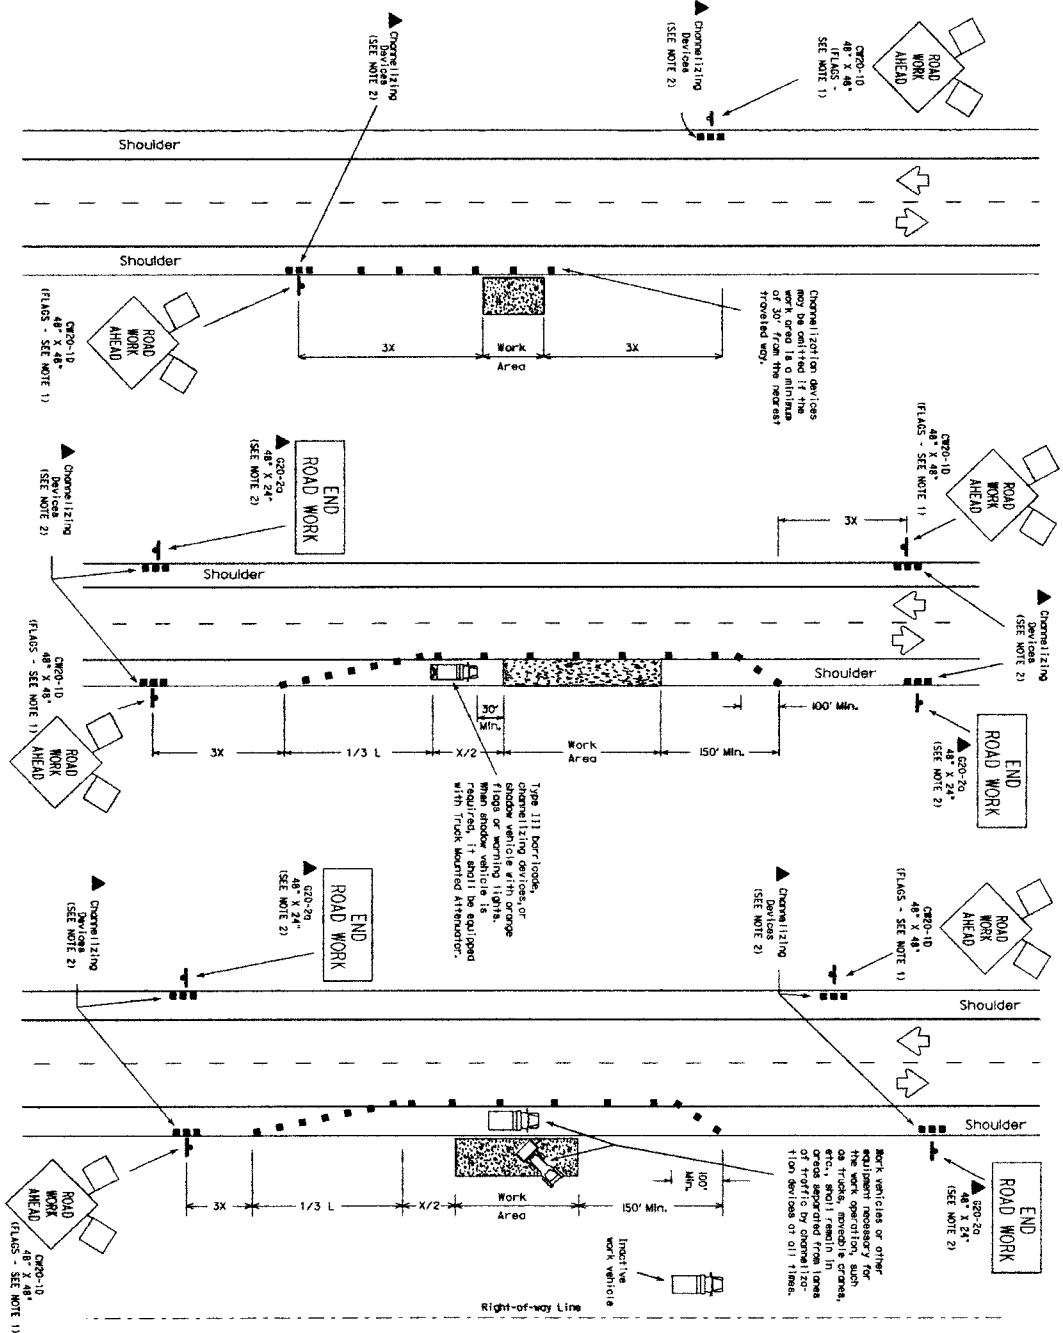 ROAD
WORK
AHEAD
CW20-1D
48" X 48"
(FLAGS -
SEE NOTE 1)
▲ Channelizing
Devices
(SEE NOTE 2)
▲ Channelizing
Devices
(SEE NOTE 2)
Shoulder
Shoulder
Channelization devices
may be omitted if the
work area is a minimum
of 30' from the nearest
traveled way.
3X
Work
Area
3X
ROAD
WORK
AHEAD
CW20-1D
48" X 48"
(FLAGS - SEE NOTE 1)
ROAD
WORK
AHEAD
CW20-1D
48" X 48"
(FLAGS - SEE NOTE 1)
3X
END
ROAD WORK
▲ G20-2a
48" X 24"
(SEE NOTE 2)
▲ Channelizing
Devices
(SEE NOTE 2)
▲ Channelizing
Devices
(SEE NOTE 2)
Shoulder
Shoulder
CW20-1D
48" X 48"
(FLAGS - SEE NOTE 1)
ROAD
WORK
AHEAD
3X
1/3 L
X/2
30'
Min.
Work
Area
150' Min.
100' Min.
▲ G20-2a
48" X 24"
(SEE NOTE 2)
END
ROAD WORK
Type III barricade,
channelizing devices, or
shadow vehicle with orange
flags or warning lights.
When shadow vehicle is
required, it shall be equipped
with Truck Mounted Attenuator.
ROAD
WORK
AHEAD
CW20-1D
48" X 48"
(FLAGS - SEE NOTE 1)
▲ Channelizing
Devices
(SEE NOTE 2)
END
ROAD WORK
▲ G20-2a
48" X 24"
(SEE NOTE 2)
▲ Channelizing
Devices
(SEE NOTE 2)
Shoulder
Shoulder
Work vehicles or other
equipment necessary for
the work operation, such
as trucks, moveable cranes,
etc., shall remain in
areas separated from lanes
of traffic by channeliza-
tion devices at all times.
▲ G20-2a
48" X 24"
(SEE NOTE 2)
END
ROAD WORK
3X
1/3 L
X/2
Work
Area
150' Min.
100'
Min.
ROAD
WORK
AHEAD
CW20-1D
48" X 48"
(FLAGS - SEE NOTE 1)
Inactive
work vehicle
Right-of-way Line